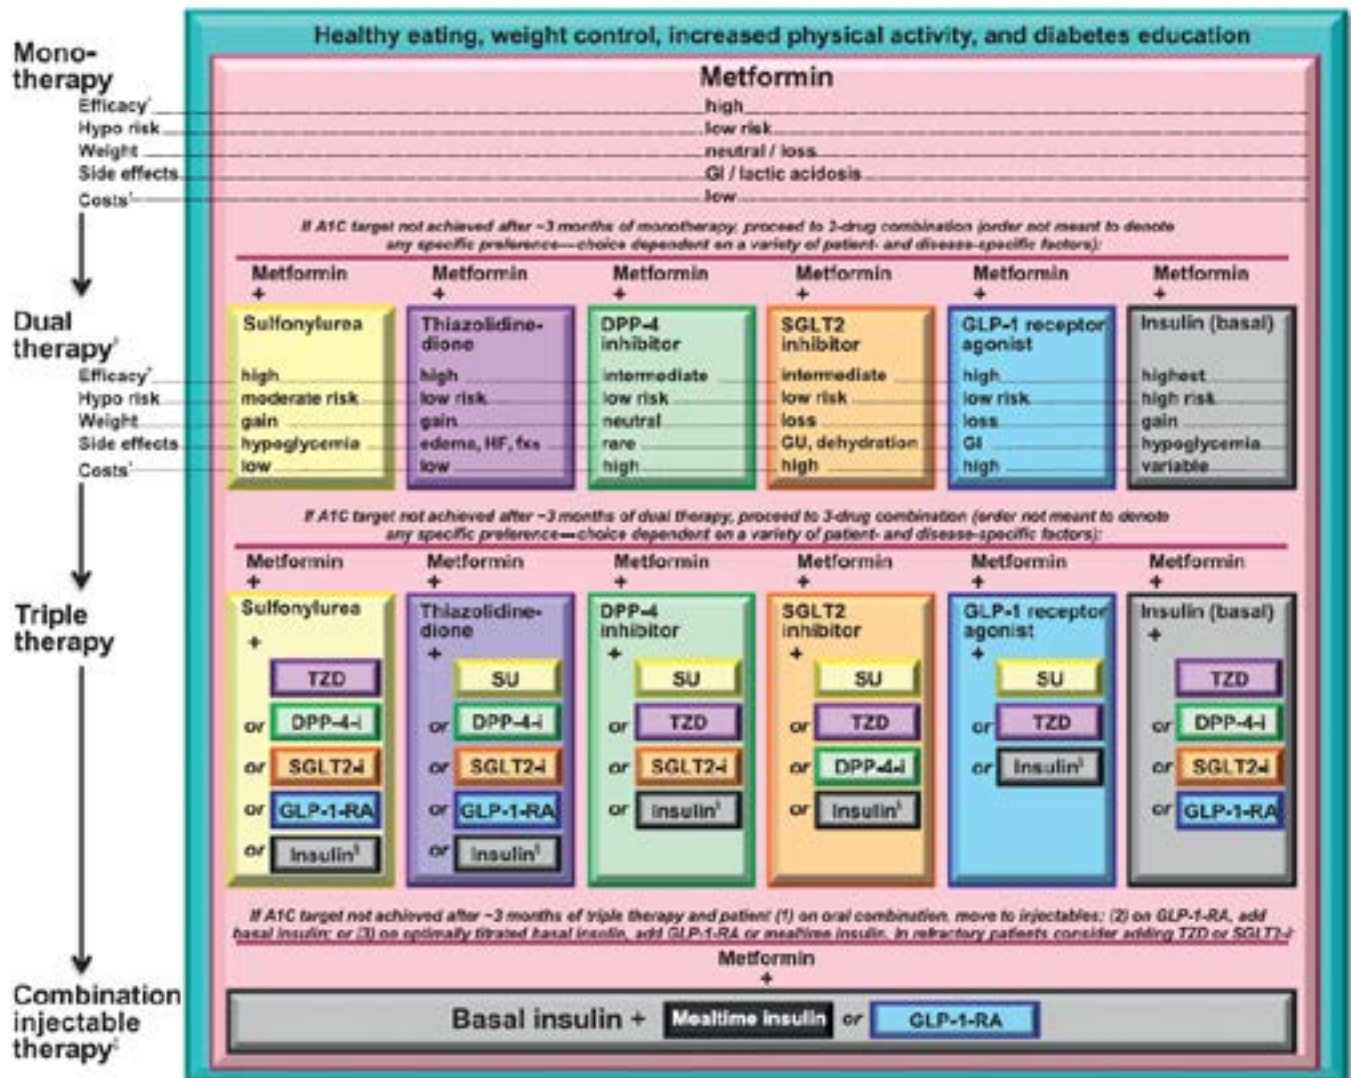 Healthy eating, weight control, increased physical activity, and diabetes education
Mono-
therapy
Metformin
Efficacy* high
Hypo risk low risk
Weight neutral / loss
Side effects GI / lactic acidosis
Costs* low
If A1C target not achieved after ~3 months of monotherapy, proceed to 2-drug combination (order not meant to denote
any specific preference—choice dependent on a variety of patient- and disease-specific factors):
Metformin Metformin Metformin Metformin Metformin Metformin
+ + + + + +
Dual
therapy
Sulfonylurea Thiazolidine- DPP-4 SGLT2 GLP-1 receptor Insulin (basal)
dione inhibitor inhibitor agonist
Efficacy* high high intermediate intermediate high highest
Hypo risk moderate risk low risk low risk low risk low risk high risk
Weight gain gain neutral loss loss gain
Side effects hypoglycemia edema, HF, fxs rare GU, dehydration GI hypoglycemia
Costs* low low high high high variable
If A1C target not achieved after ~3 months of dual therapy, proceed to 3-drug combination (order not meant to denote
any specific preference—choice dependent on a variety of patient- and disease-specific factors):
Metformin Metformin Metformin Metformin Metformin Metformin
+ + + + + +
Triple
therapy
Sulfonylurea Thiazolidine- DPP-4 SGLT2 GLP-1 receptor Insulin (basal)
dione inhibitor inhibitor agonist
+ + + + + +
TZD SU SU SU SU TZD
or DPP-4-i or DPP-4-i or TZD or TZD or TZD or DPP-4-i
or SGLT2-i or SGLT2-i or SGLT2-i or DPP-4-i or Insulin§ or SGLT2-i
or GLP-1-RA or GLP-1-RA or Insulin§ or Insulin§ or GLP-1-RA
or Insulin§ or Insulin§
If A1C target not achieved after ~3 months of triple therapy and patient (1) on oral combination, move to injectables; (2) on GLP-1-RA, add
basal insulin; or (3) on optimally titrated basal insulin, add GLP-1-RA or mealtime insulin. In refractory patients consider adding TZD or SGLT2-i:
Metformin
+
Combination
injectable
therapy
Basal insulin + Mealtime insulin or GLP-1-RA